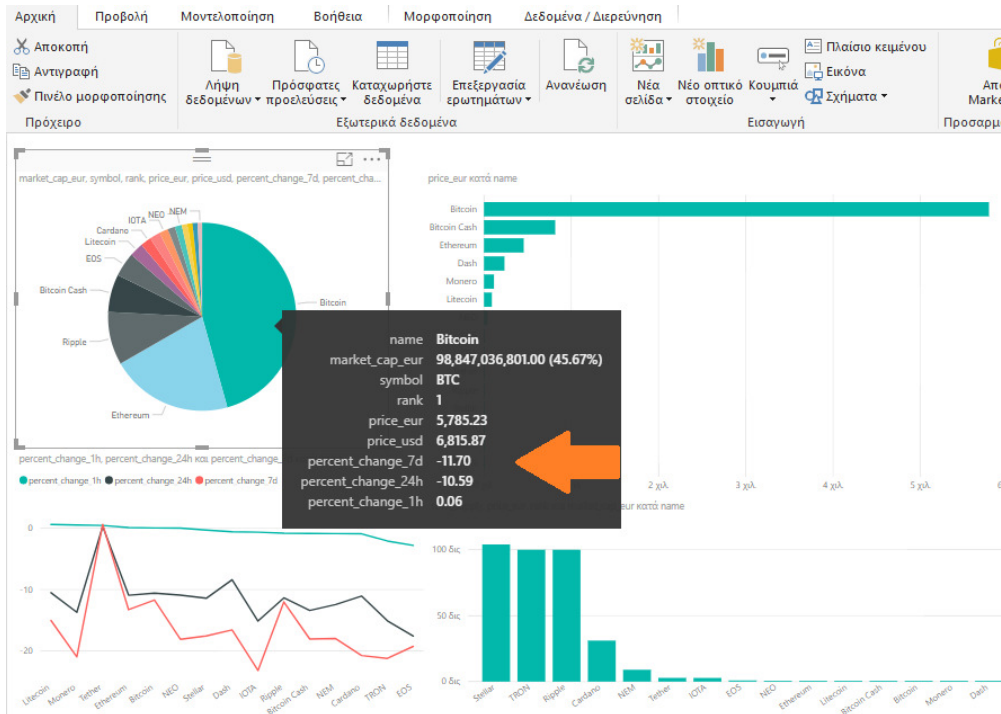 Αρχική Προβολή Μοντελοποίηση Βοήθεια Μορφοποίηση Δεδομένα / Διερεύνηση
Αποκοπή
Αντιγραφή
Πινέλο μορφοποίησης
Πρόχειρο
Λήψη δεδομένων
Πρόσφατες προελεύσεις
Καταχωρήστε δεδομένα
Επεξεργασία ερωτημάτων
Ανανέωση
Εξωτερικά δεδομένα
Νέα σελίδα
Νέο οπτικό στοιχείο
Κουμπιά
Πλαίσιο κειμένου
Εικόνα
Σχήματα
Εισαγωγή
Από
Marke
Προσαρμ
market_cap_eur, symbol, rank, price_eur, price_usd, percent_change_7d, percent_cha...
NEM
NEO
IOTA
Cardano
Litecoin
EOS
Bitcoin Cash
Ripple
Ethereum
Bitcoin
name Bitcoin
market_cap_eur 98,847,036,801.00 (45.67%)
symbol BTC
rank 1
price_eur 5,785.23
price_usd 6,815.87
percent_change_7d -11.70
percent_change_24h -10.59
percent_change_1h 0.06
price_eur κατά name
Bitcoin
Bitcoin Cash
Ethereum
Dash
Monero
Litecoin
2 χιλ. 3 χιλ. 4 χιλ. 5 χιλ. 6
percent_change_1h, percent_change_24h και percent_change_
percent_change_1h percent_change_24h percent_change_7d
0
-10
-20
Litecoin Monero Tether Ethereum Bitcoin NEO Stellar Dash IOTA Ripple Bitcoin Cash NEM Cardano TRON EOS
eur κατά name
100 δις
50 δις
0 δις
Stellar TRON Ripple Cardano NEM Tether IOTA EOS NEO Ethereum Litecoin Bitcoin Cash Bitcoin Monero Dash